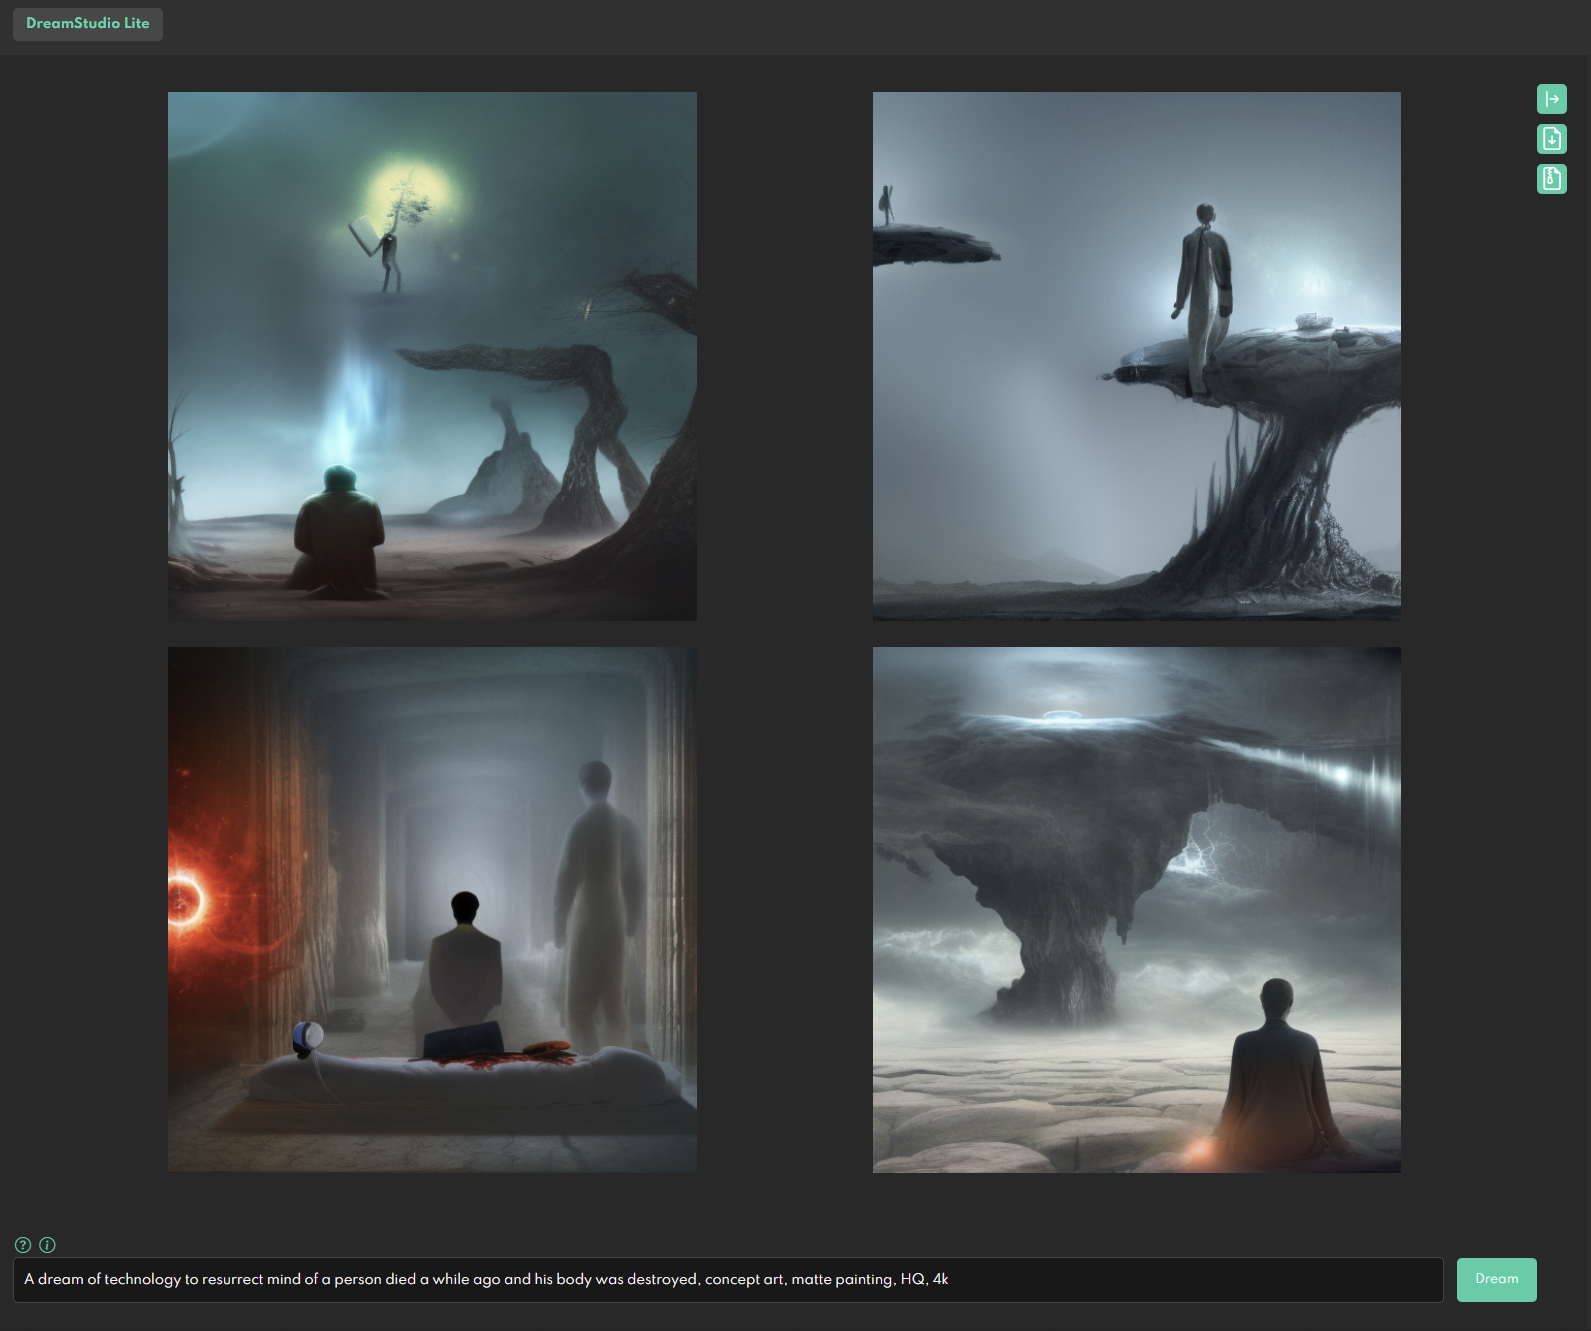 DreamStudio Lite
A dream of technology to resurrect mind of a person died a while ago and his body was destroyed, concept art, matte painting, HQ, 4k
Dream